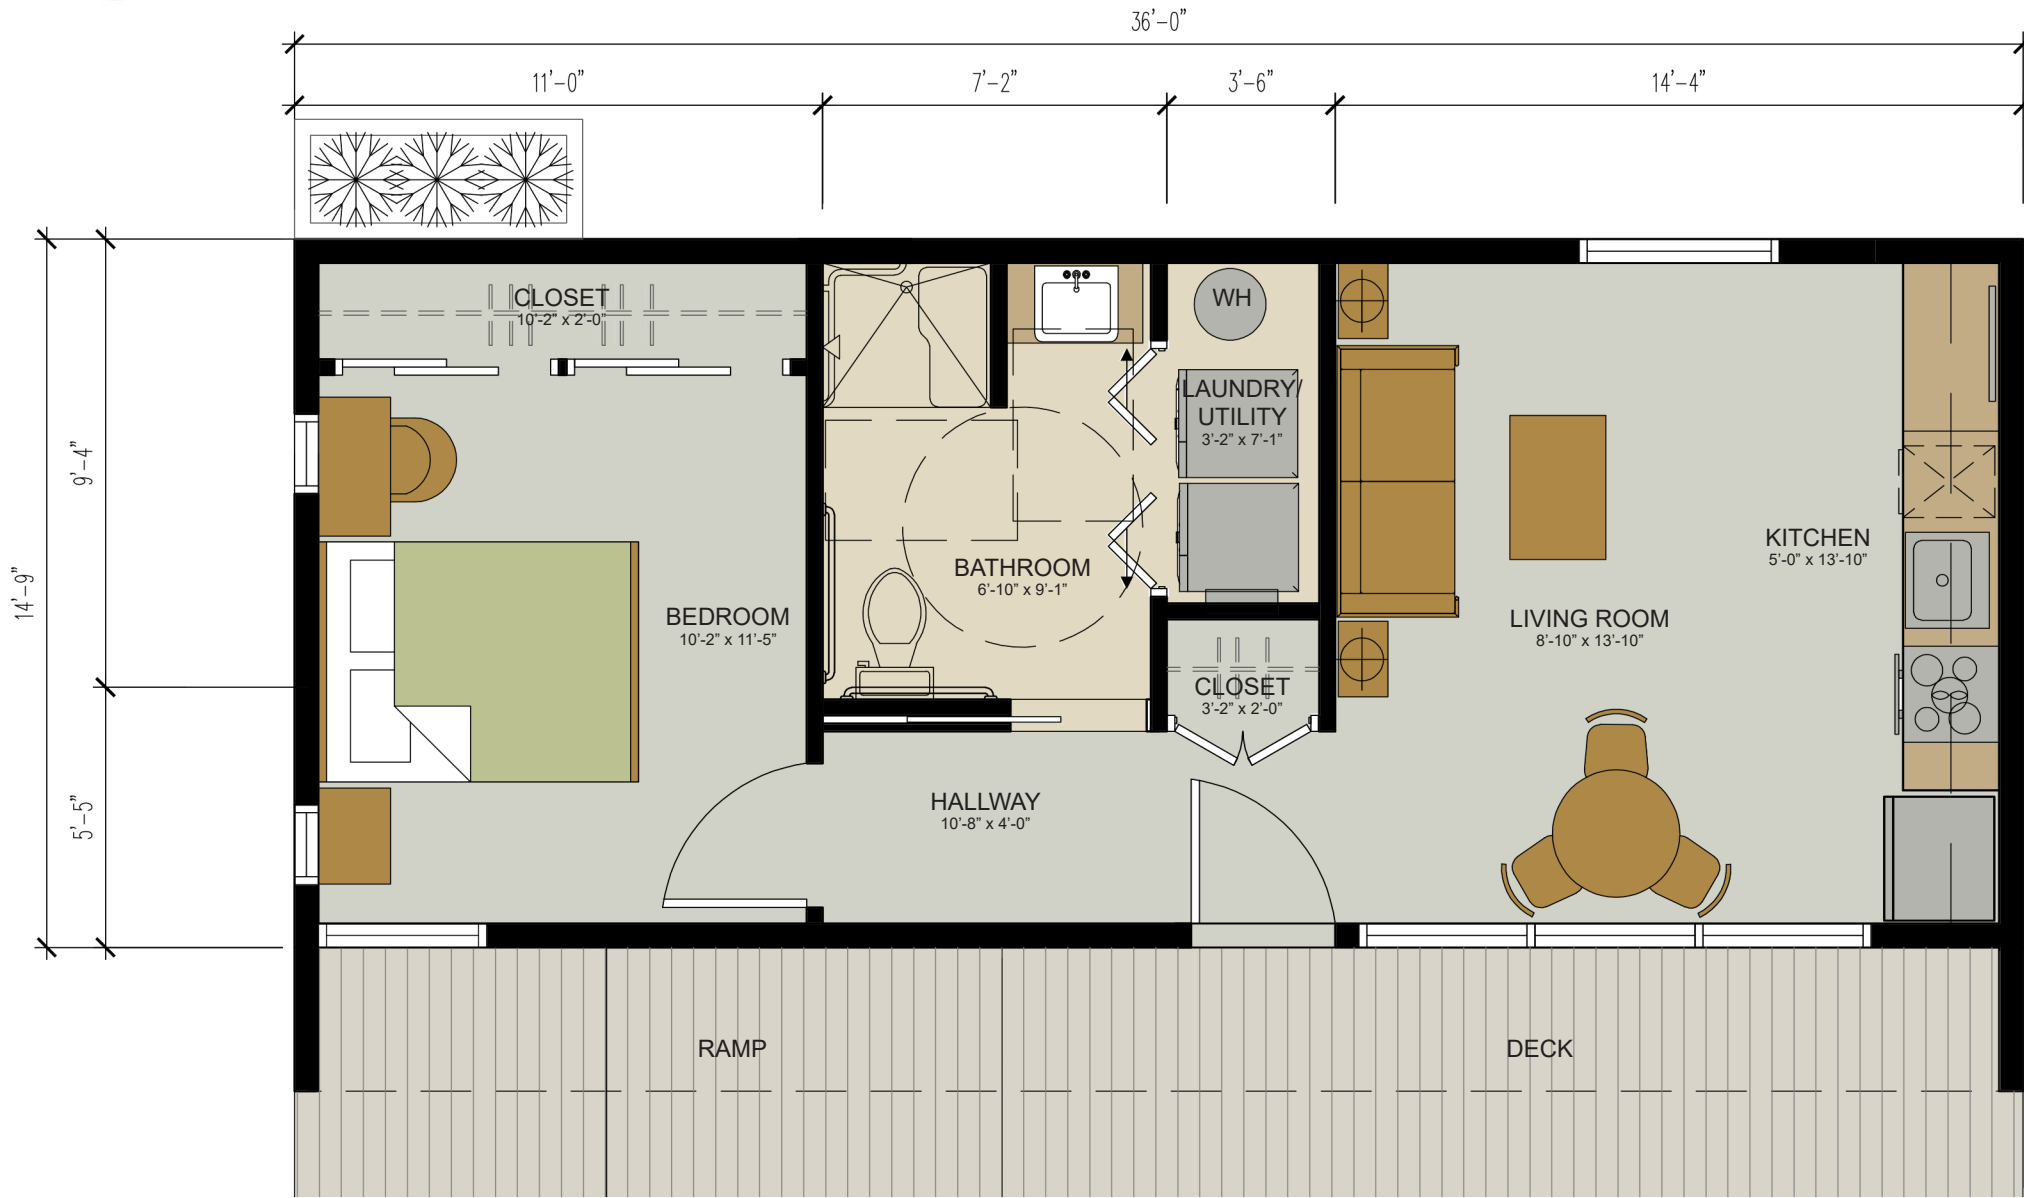 36’-0”
11’-0”
7’-2”
3’-6”
14’-4”
CLOSET
10’-2” x 2’-0”
WH
LAUNDRY/
UTILITY
3’-2” x 7’-1”
9’-4”
14’-9”
5’-5”
KITCHEN
5’-0” x 13’-10”
BATHROOM
6’-10” x 9’-1”
BEDROOM
10’-2” x 11’-5”
LIVING ROOM
8’-10” x 13’-10”
CLOSET
3’-2” x 2’-0”
HALLWAY
10’-8” x 4’-0”
RAMP
DECK